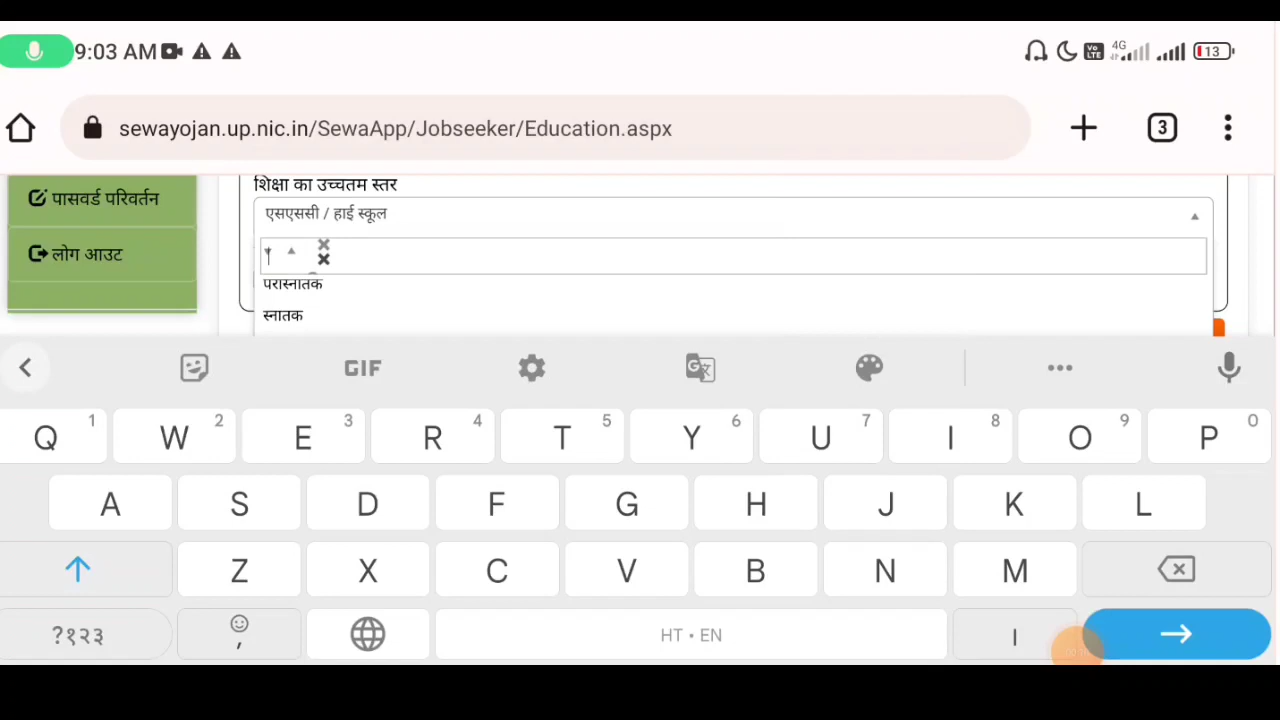 9:03 AM
Vo LTE 4G 13
sewayojan.up.nic.in/SewaApp/Jobseeker/Education.aspx 3
पासवर्ड परिवर्तन
लोग आउट
शिक्षा का उच्चतम स्तर
एसएससी / हाई स्कूल
परास्नातक
स्नातक
GIF
Q 1 W 2 E 3 R 4 T 5 Y 6 U 7 I 8 O 9 P 0
A S D F G H J K L
Z X C V B N M
?१२३ , HT • EN |